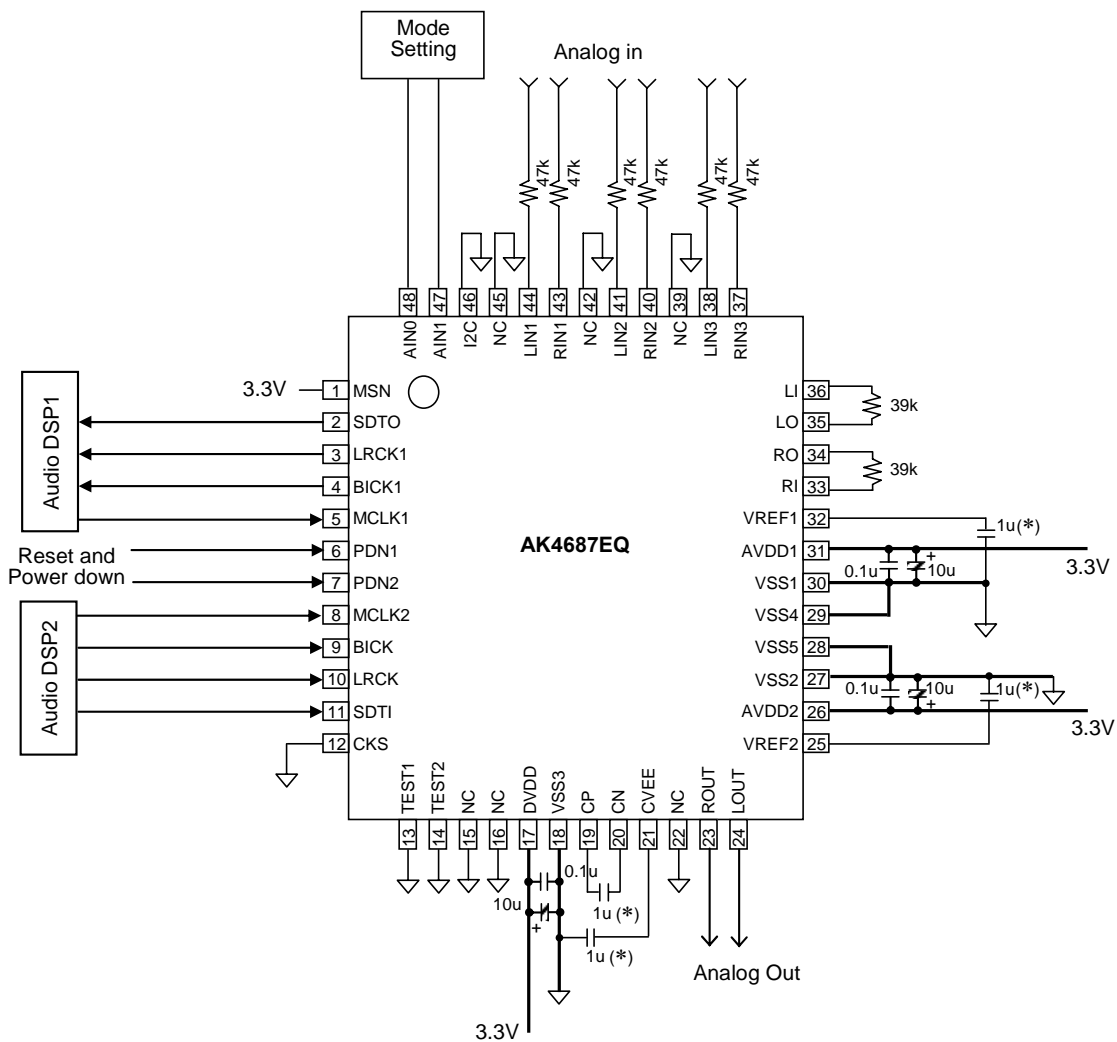 Mode
Setting
Analog in
47k 47k 47k 47k 47k 47k
48 47 46 45 44 43 42 41 40 39 38 37
AIN0 AIN1 I2C NC LIN1 RIN1 NC LIN2 RIN2 NC LIN3 RIN3
3.3V 1 MSN
Audio DSP1
2 SDTO
3 LRCK1
4 BICK1
5 MCLK1
Reset and
Power down
6 PDN1
7 PDN2
Audio DSP2
8 MCLK2
9 BICK
10 LRCK
11 SDTI
12 CKS
AK4687EQ
LI 36
39k
LO 35
RO 34
39k
RI 33
VREF1 32
1u(*)
AVDD1 31
0.1u + 10u
3.3V
VSS1 30
VSS4 29
VSS5 28
VSS2 27
0.1u 10u + 1u(*)
AVDD2 26
3.3V
VREF2 25
TEST1 TEST2 NC NC DVDD VSS3 CP CN CVEE NC ROUT LOUT
13 14 15 16 17 18 19 20 21 22 23 24
0.1u
10u +
1u (*)
1u (*)
Analog Out
3.3V